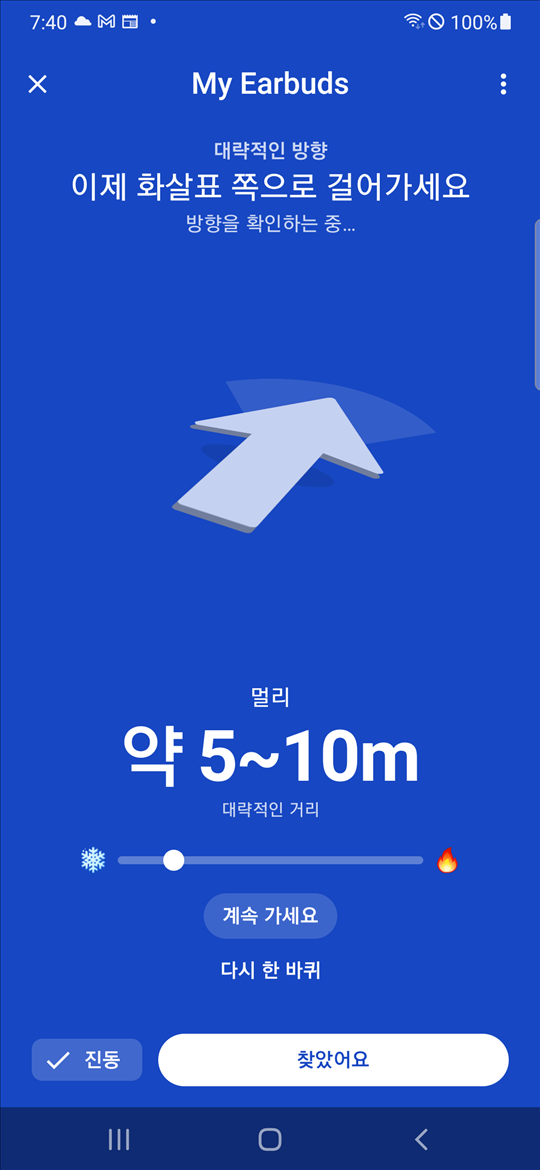 7:40
100%
My Earbuds
대략적인 방향
이제 화살표 쪽으로 걸어가세요
방향을 확인하는 중...
멀리
약 5~10m
대략적인 거리
계속 가세요
다시 한 바퀴
진동
찾았어요